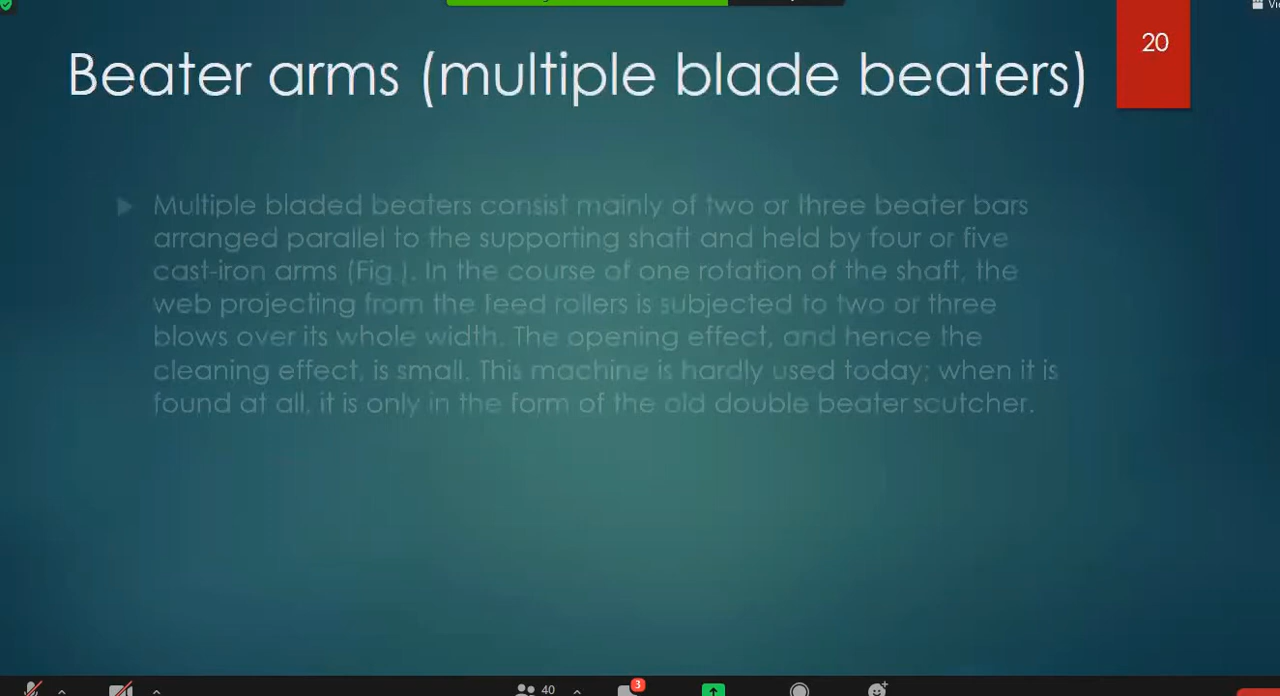 20
Beater arms (multiple blade beaters)
Multiple bladed beaters consist mainly of two or three beater bars
arranged parallel to the supporting shaft and held by four or five
cast-iron arms (Fig ). In the course of one rotation of the shaft, the
web projecting from the feed rollers is subjected to two or three
blows over its whole width. The opening effect, and hence the
cleaning effect, is small. This machine is hardly used today; when it is
found at all, it is only in the form of the old double beater scutcher.
40
3